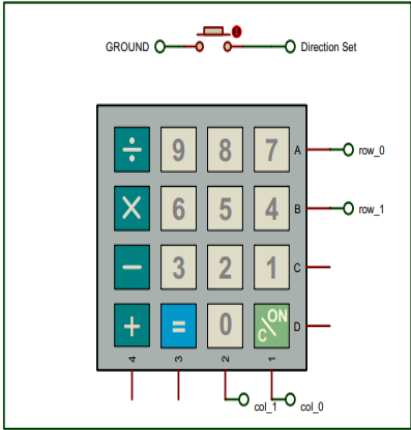 GROUND Direction Set
÷ 9 8 7 A row_0
× 6 5 4 B row_1
− 3 2 1 C
+ = 0 ON/C D
4 3 2 1
col_1 col_0